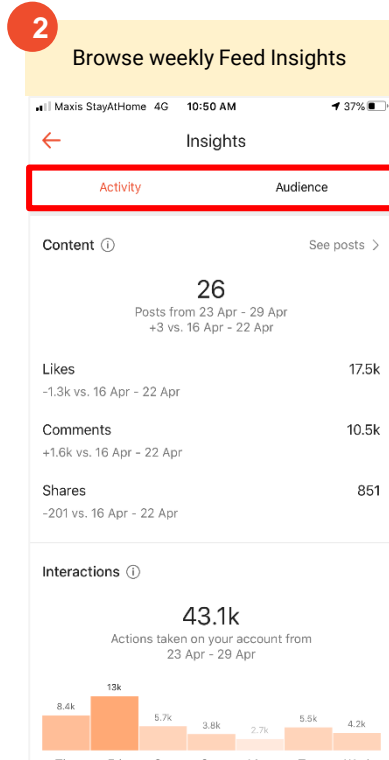 2
Browse weekly Feed Insights
Maxis StayAtHome 4G 10:50 AM 37%
Insights
Activity Audience
Content See posts >
26
Posts from 23 Apr - 29 Apr
+3 vs. 16 Apr - 22 Apr
Likes 17.5k
-1.3k vs. 16 Apr - 22 Apr
Comments 10.5k
+1.6k vs. 16 Apr - 22 Apr
Shares 851
-201 vs. 16 Apr - 22 Apr
Interactions
43.1k
Actions taken on your account from
23 Apr - 29 Apr
13k
8.4k 5.7k 3.8k 2.7k 5.5k 4.2k